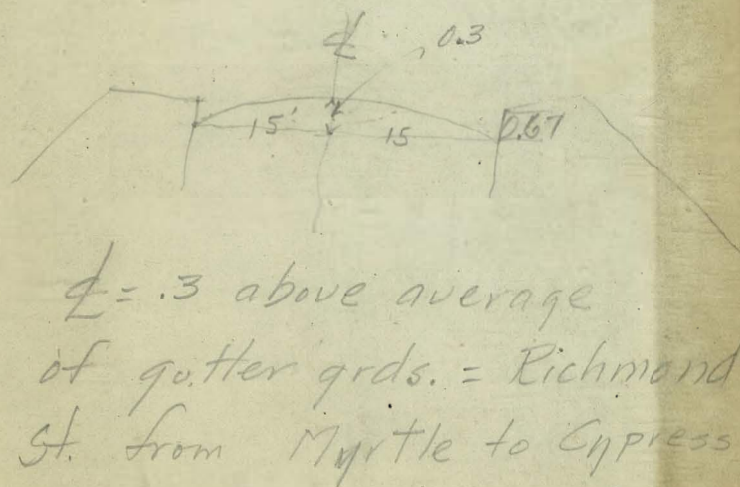 ℄ 0.3
15' 15 0.67
℄ = .3 above average
of gutter grds. = Richmond
St. from Myrtle to Cypress